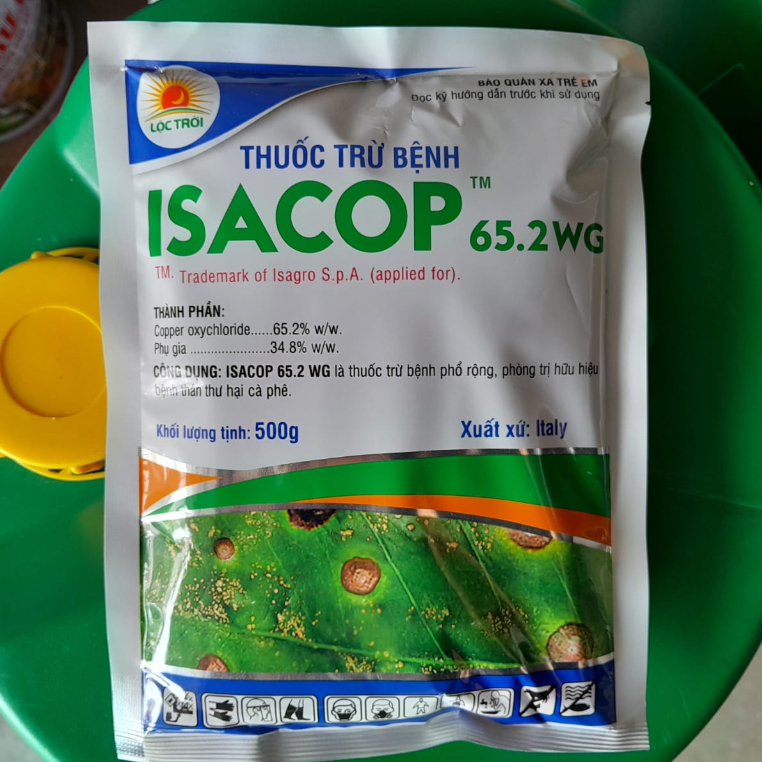 BẢO QUẢN XA TRẺ EM
Đọc kỹ hướng dẫn trước khi sử dụng
LỘC TRỜI
THUỐC TRỪ BỆNH
ISACOP™ 65.2WG
TM. Trademark of Isagro S.p.A. (applied for).
THÀNH PHẦN:
Copper oxychloride......65.2% w/w.
Phụ gia ......................34.8% w/w.
CÔNG DỤNG: ISACOP 65.2 WG là thuốc trừ bệnh phổ rộng, phòng trị hữu hiệu
bệnh thán thư hại cà phê.
Khối lượng tịnh: 500g
Xuất xứ: Italy